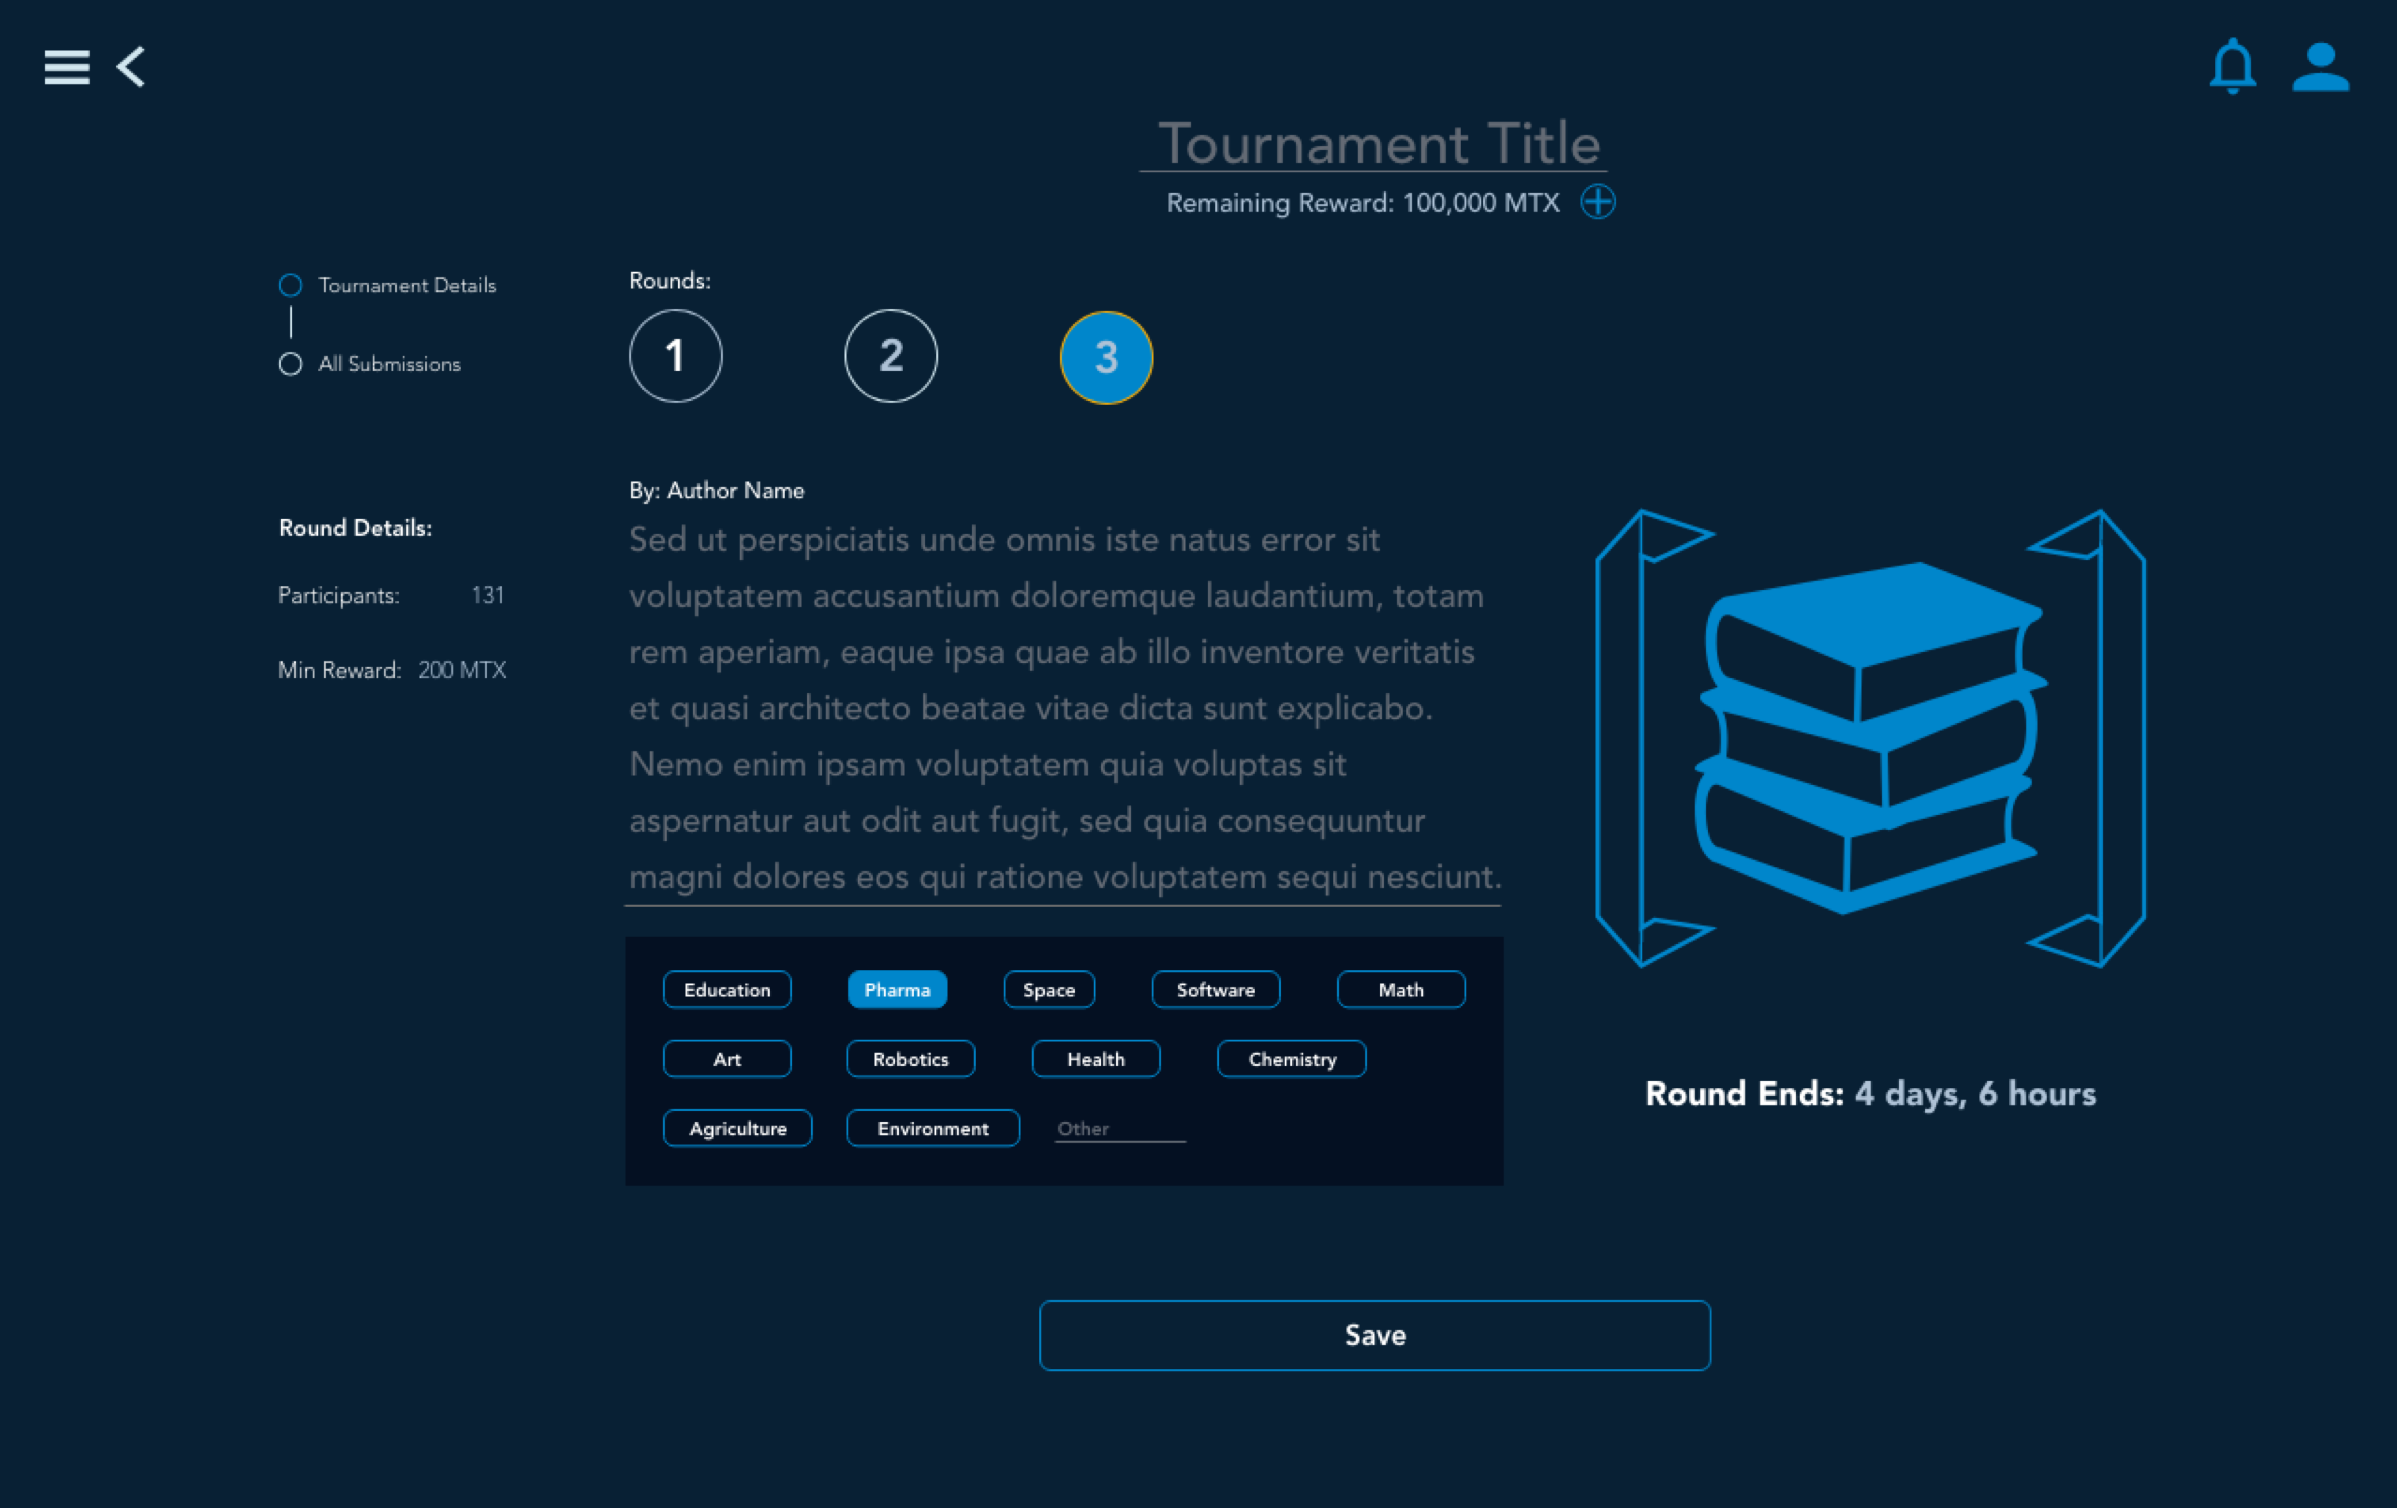 Tournament Title
Remaining Reward: 100,000 MTX
Tournament Details
All Submissions
Rounds:
1 2 3
Round Details:
Participants: 131
Min Reward: 200 MTX
By: Author Name
Sed ut perspiciatis unde omnis iste natus error sit
voluptatem accusantium doloremque laudantium, totam
rem aperiam, eaque ipsa quae ab illo inventore veritatis
et quasi architecto beatae vitae dicta sunt explicabo.
Nemo enim ipsam voluptatem quia voluptas sit
aspernatur aut odit aut fugit, sed quia consequuntur
magni dolores eos qui ratione voluptatem sequi nesciunt.
Education Pharma Space Software Math
Art Robotics Health Chemistry
Agriculture Environment Other
Round Ends: 4 days, 6 hours
Save